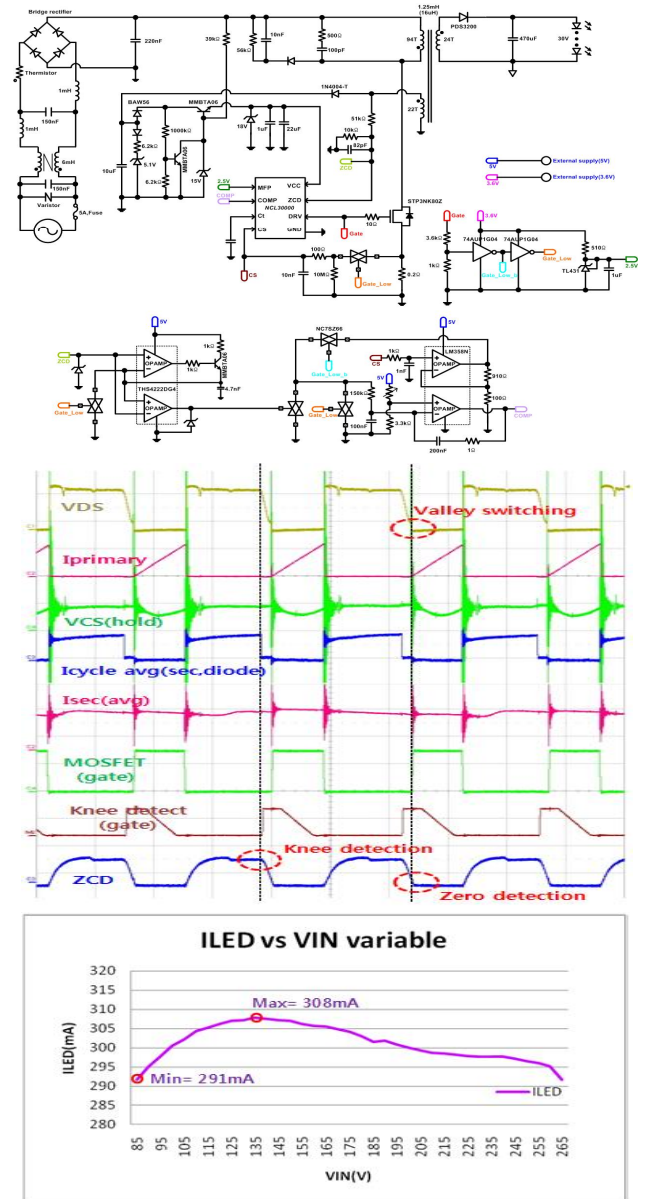 Bridge rectifier
1.25mH
(16uH)
PDS3200
220nF
39kΩ
56kΩ
10nF
500Ω
100pF
94T
24T
470uF
30V
Thermistor
1mH
150nF
1mH
6mH
150nF
Varistor
5A,Fuse
BAW56
MMBTA06
1N4004-T
22T
10uF
6.2kΩ
5.1V
1000kΩ
6.2kΩ
MMBTA06
15V
18V
1uF
22uF
51kΩ
10kΩ
82pF
ZCD
2.5V
COMP
MFP
VCC
COMP
ZCD
NCL30000
Ct
DRV
CS
GND
STP3NK80Z
10Ω
Gate
100Ω
10nF
10MΩ
Gate_Low
0.2Ω
CS
5V
External supply(5V)
3.6V
External supply(3.6V)
Gate
3.6V
3.6kΩ
1kΩ
74AUP1G04
74AUP1G04
Gate_Low_b
Gate_Low
510Ω
TL431
1uF
2.5V
5V
ZCD
OPAMP
1kΩ
1kΩ
MMBTA06
4.7nF
THS4222DG4
OPAMP
Gate_Low
NC7SZ66
5V
Gate_Low_b
CS
1kΩ
1nF
LM358N
OPAMP
910Ω
100Ω
OPAMP
COMP
5V
150kΩ
Gate_Low
100nF
3.3kΩ
200nF
1Ω
VDS
Valley switching
Iprimary
VCS(hold)
Icycle avg(sec,diode)
Isec(avg)
MOSFET
(gate)
Knee detect
(gate)
Knee detection
ZCD
Zero detection
ILED vs VIN variable
320
315
310
305
300
295
290
285
280
ILED(mA)
Max= 308mA
Min= 291mA
ILED
85
95
105
115
125
135
145
155
165
175
185
195
205
215
225
235
245
255
265
VIN(V)